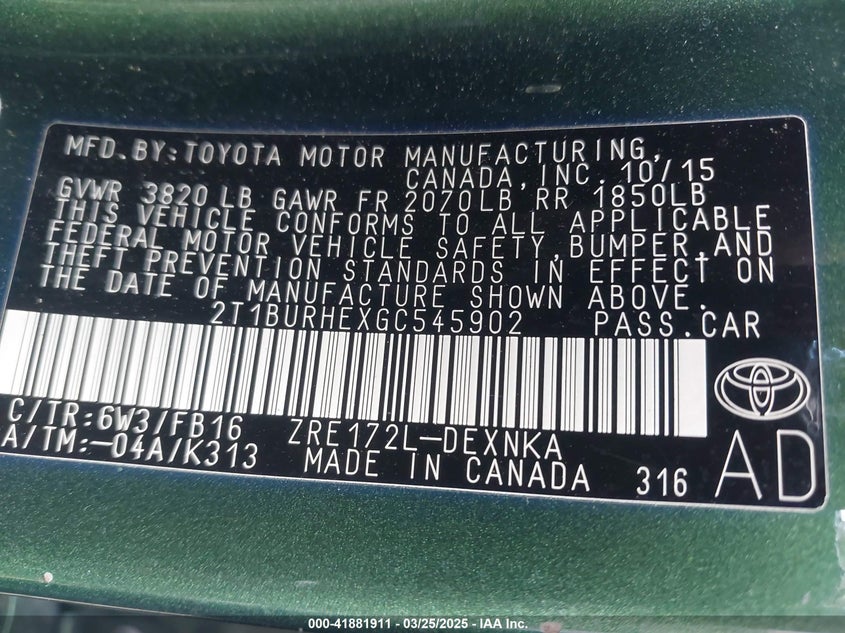 MFD.BY:TOYOTA MOTOR MANUFACTURING,
CANADA,INC. 10/15
GVWR 3820 LB GAWR FR 2070LB RR 1850LB
THIS VEHICLE CONFORMS TO ALL APPLICABLE
FEDERAL MOTOR VEHICLE SAFETY,BUMPER,AND
THEFT PREVENTION STANDARDS IN EFFECT ON
THE DATE OF MANUFACTURE SHOWN ABOVE.
2T1BURHEXGC545902 PASS.CAR
C/TR:6W3/FB16 ZRE172L-DEXNKA
A/TM:-04A/K313 MADE IN CANADA 316 AD
000-41881911 / 03/25/2025 / IAA Inc.